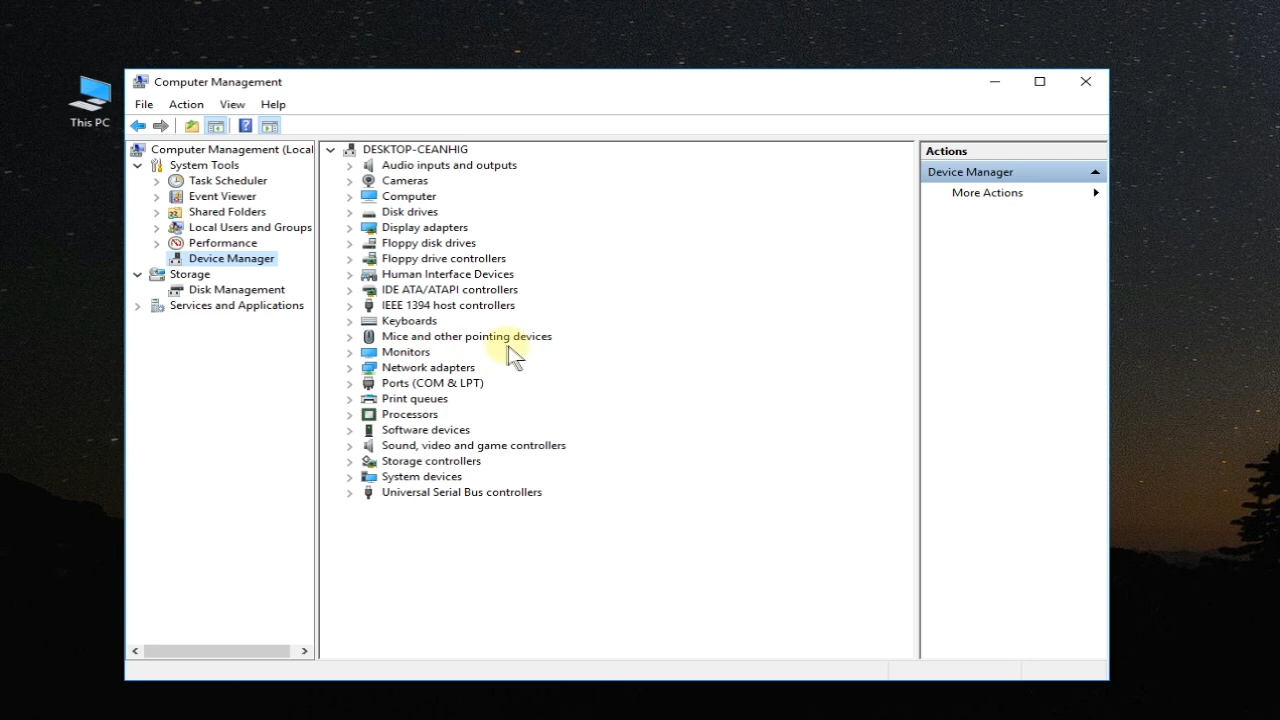 This PC
Computer Management
File Action View Help
Computer Management (Local
System Tools
Task Scheduler
Event Viewer
Shared Folders
Local Users and Groups
Performance
Device Manager
Storage
Disk Management
Services and Applications
DESKTOP-CEANHIG
Audio inputs and outputs
Cameras
Computer
Disk drives
Display adapters
Floppy disk drives
Floppy drive controllers
Human Interface Devices
IDE ATA/ATAPI controllers
IEEE 1394 host controllers
Keyboards
Mice and other pointing devices
Monitors
Network adapters
Ports (COM & LPT)
Print queues
Processors
Software devices
Sound, video and game controllers
Storage controllers
System devices
Universal Serial Bus controllers
Actions
Device Manager
More Actions